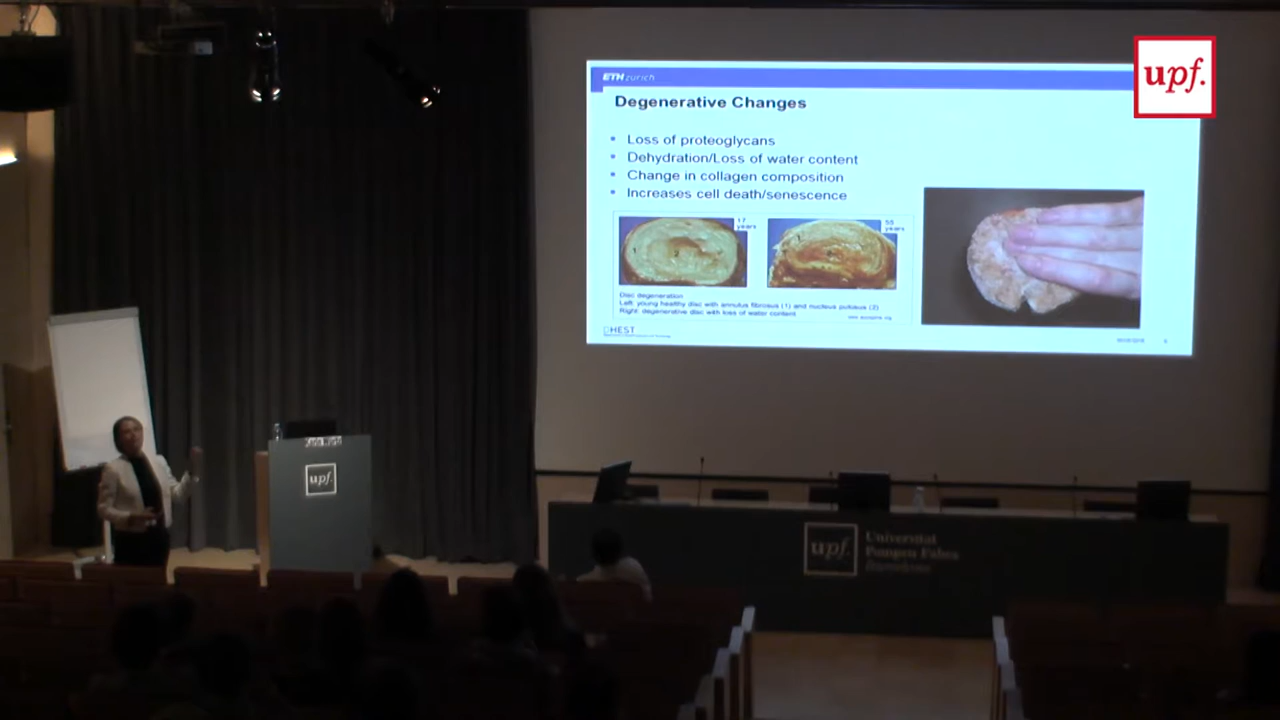 ETH zürich
upf.
Degenerative Changes
Loss of proteoglycans
Dehydration/Loss of water content
Change in collagen composition
Increases cell death/senescence
17 years
55 years
Disc degeneration
Left: young healthy disc with annulus fibrosus (1) and nucleus pulposus (2)
Right: degenerative disc with loss of water content
HEST
upf.
upf.
Universitat
Pompeu Fabra
Barcelona